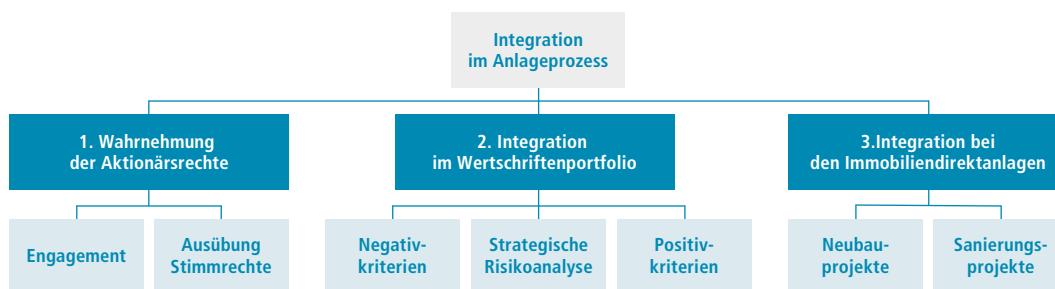 Integration
im Anlageprozess
1. Wahrnehmung
der Aktionärsrechte
2. Integration
im Wertschriftenportfolio
3.Integration bei
den Immobiliendirektanlagen
Engagement
Ausübung
Stimmrechte
Negativ-
kriterien
Strategische
Risikoanalyse
Positiv-
kriterien
Neubau-
projekte
Sanierungs-
projekte